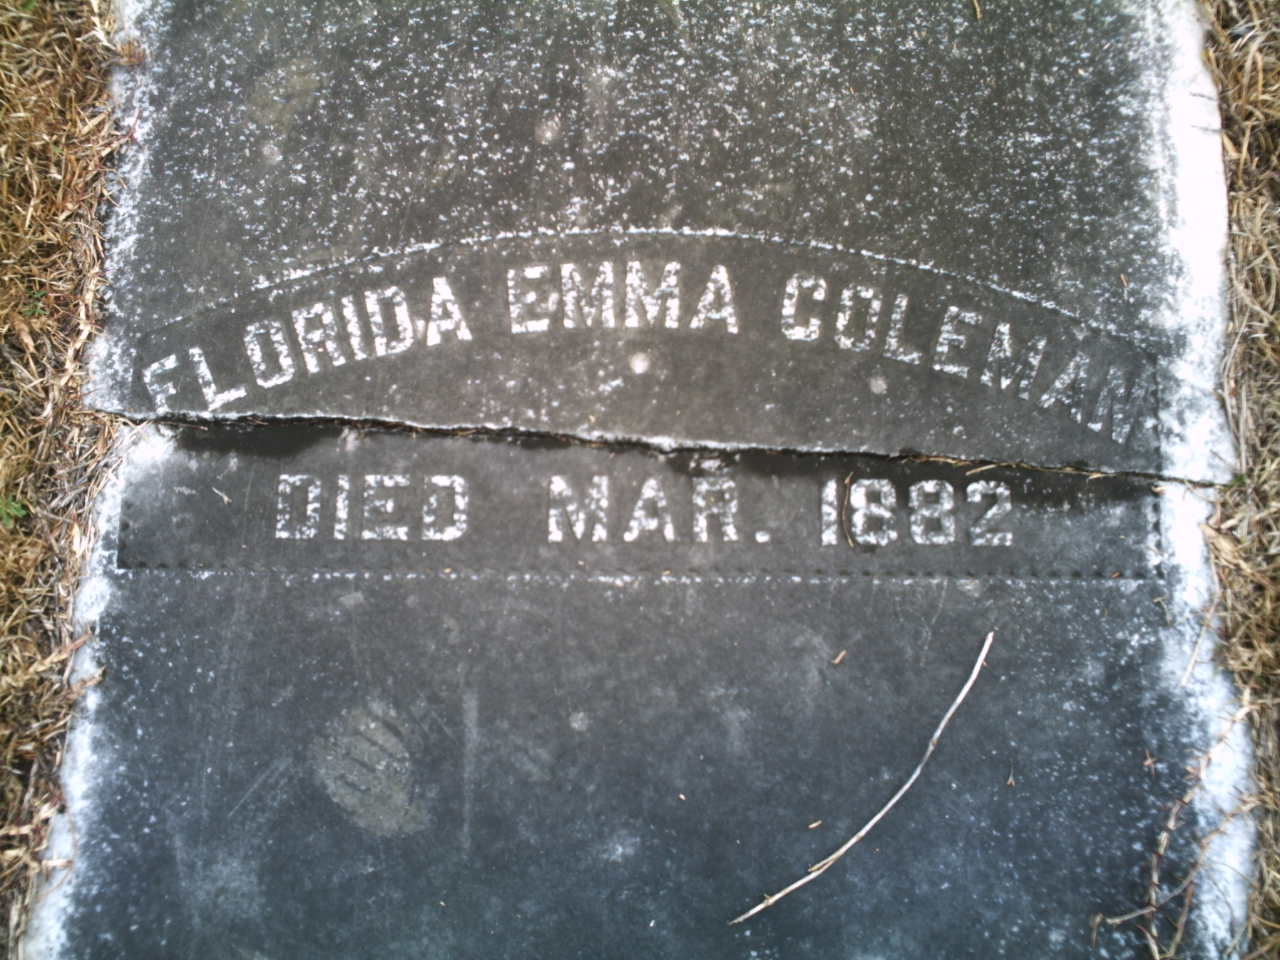 FLORIDA EMMA COLEMAN
DIED MAR. 1882